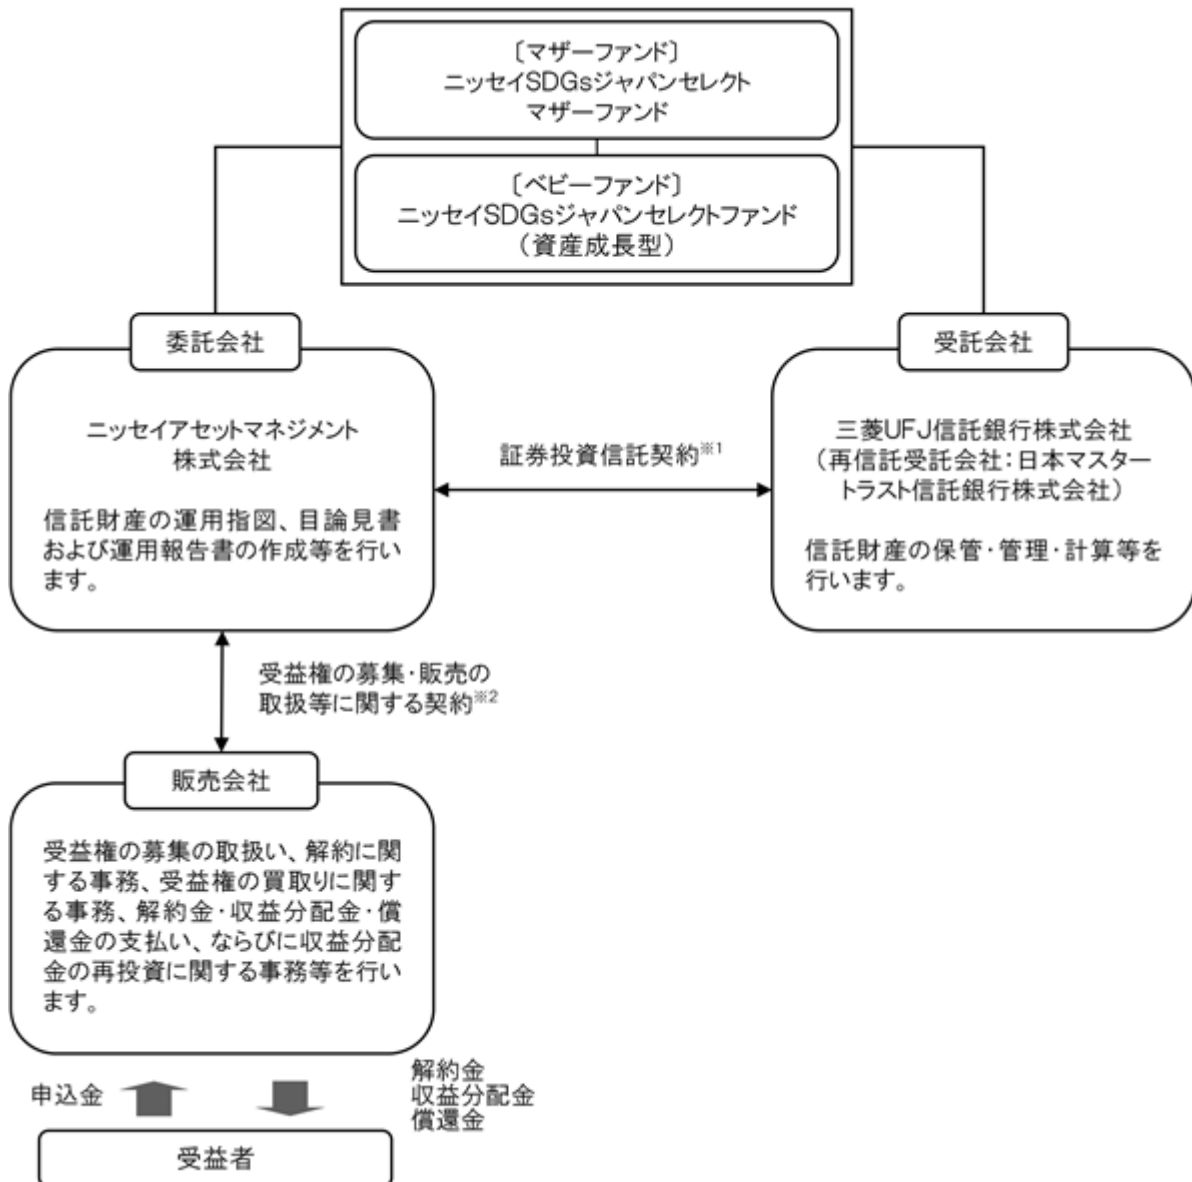 〔マザーファンド〕
ニッセイSDGsジャパンセレクト
マザーファンド
〔ベビーファンド〕
ニッセイSDGsジャパンセレクトファンド
（資産成長型）
委託会社
ニッセイアセットマネジメント
株式会社
信託財産の運用指図、目論見書
および運用報告書の作成等を行い
ます。
証券投資信託契約※1
受託会社
三菱UFJ信託銀行株式会社
（再信託受託会社：日本マスター
トラスト信託銀行株式会社）
信託財産の保管・管理・計算等を
行います。
受益権の募集・販売の
取扱等に関する契約※2
販売会社
受益権の募集の取扱い、解約に関
する事務、受益権の買取りに関す
る事務、解約金・収益分配金・償
還金の支払い、ならびに収益分配
金の再投資に関する事務等を行い
ます。
申込金
解約金
収益分配金
償還金
受益者